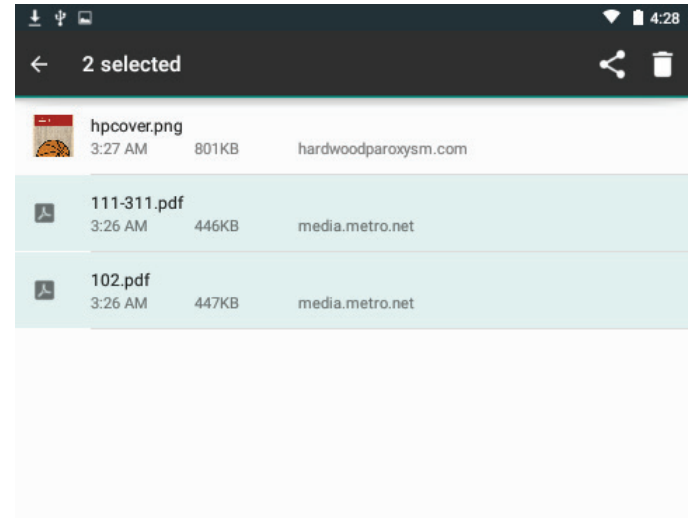 4:28
2 selected
hpcover.png
3:27 AM 801KB hardwoodparoxysm.com
111-311.pdf
3:26 AM 446KB media.metro.net
102.pdf
3:26 AM 447KB media.metro.net